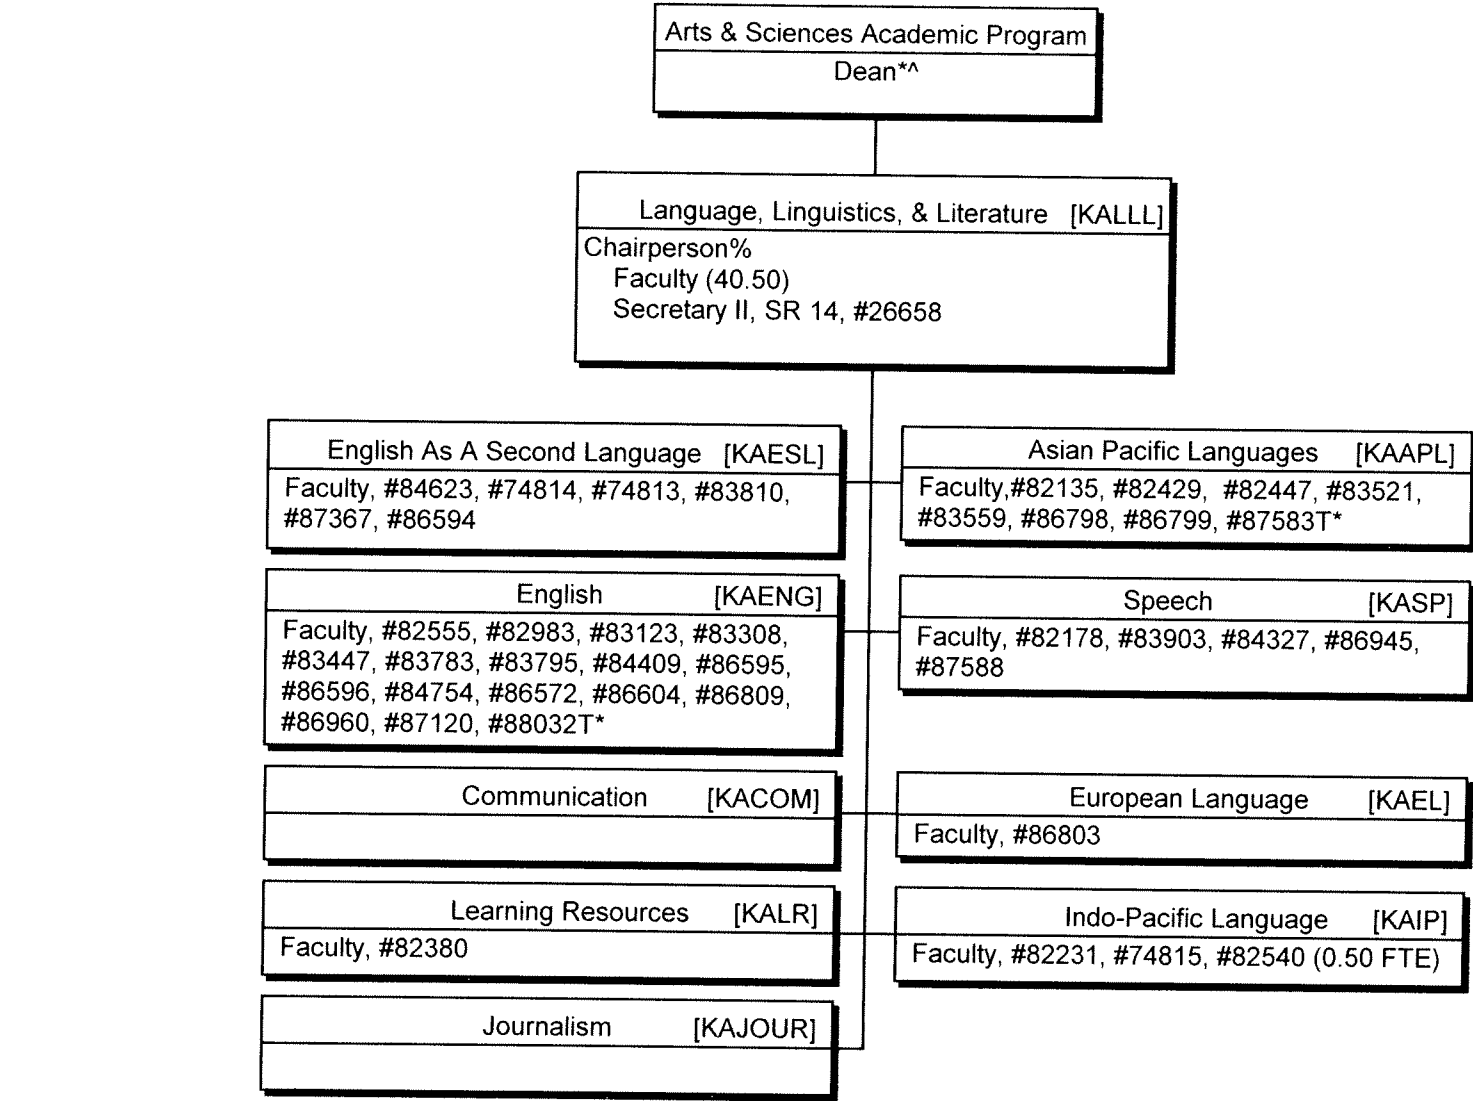 Arts & Sciences Academic Program
Dean*^
Language, Linguistics, & Literature [KALLL]
Chairperson%
Faculty (40.50)
Secretary II, SR 14, #26658
English As A Second Language [KAESL]
Faculty, #84623, #74814, #74813, #83810,
#87367, #86594
Asian Pacific Languages [KAAPL]
Faculty,#82135, #82429, #82447, #83521,
#83559, #86798, #86799, #87583T*
English [KAENG]
Faculty, #82555, #82983, #83123, #83308,
#83447, #83783, #83795, #84409, #86595,
#86596, #84754, #86572, #86604, #86809,
#86960, #87120, #88032T*
Speech [KASP]
Faculty, #82178, #83903, #84327, #86945,
#87588
Communication [KACOM]
European Language [KAEL]
Faculty, #86803
Learning Resources [KALR]
Faculty, #82380
Indo-Pacific Language [KAIP]
Faculty, #82231, #74815, #82540 (0.50 FTE)
Journalism [KAJOUR]